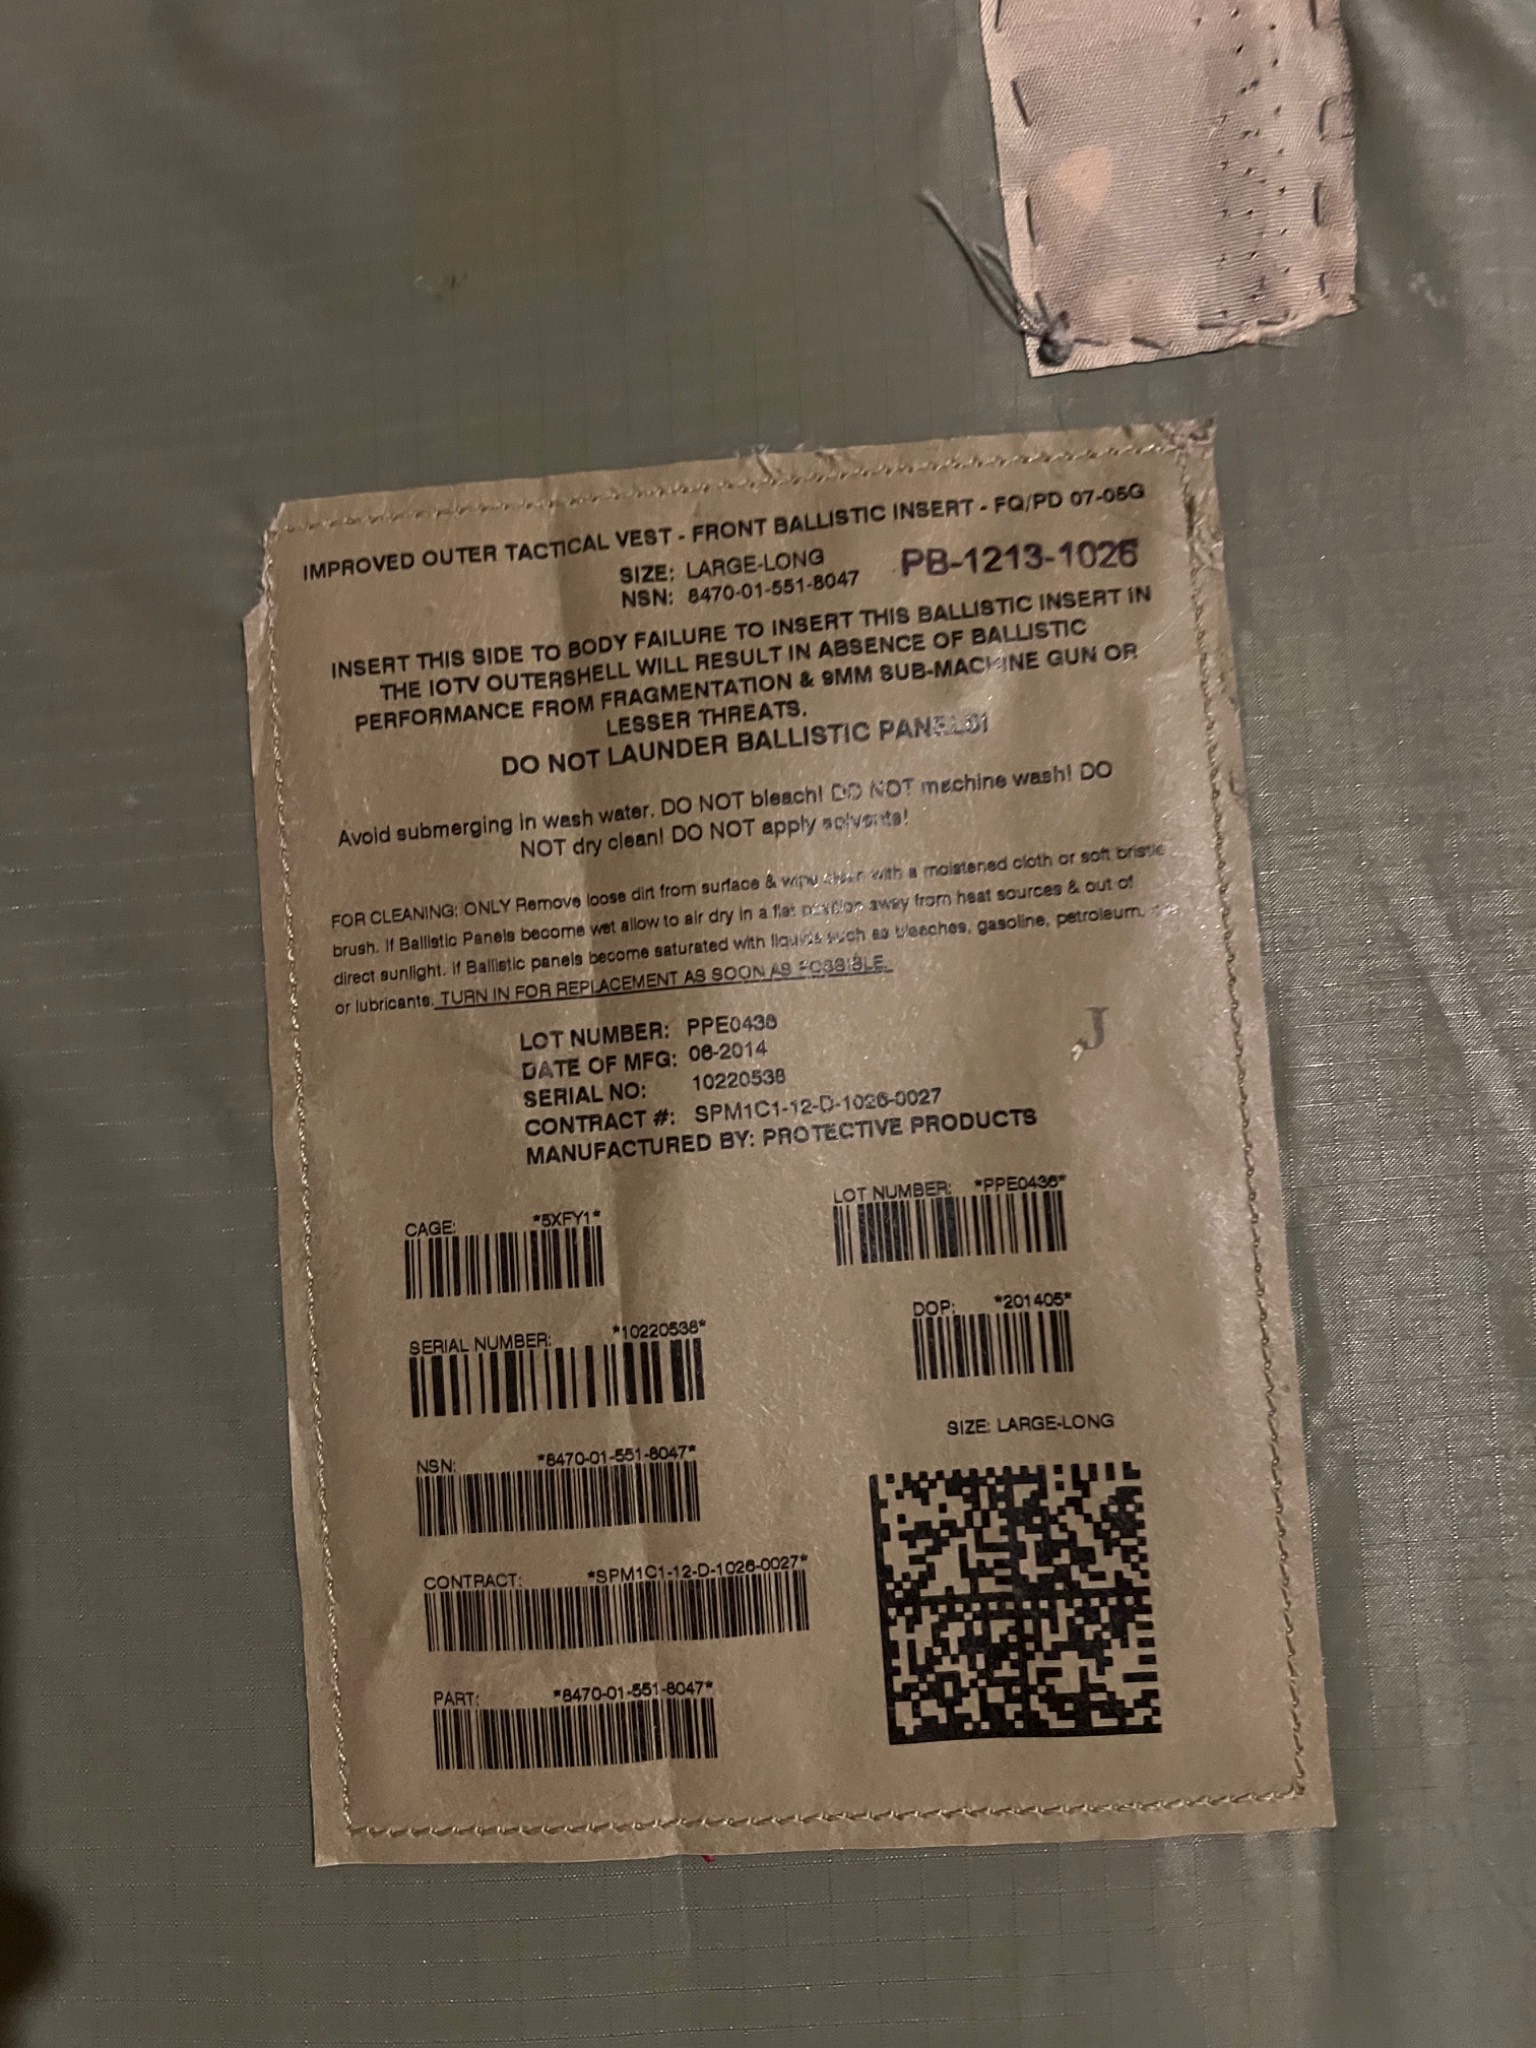 IMPROVED OUTER TACTICAL VEST - FRONT BALLISTIC INSERT - FQ/PD 07-05G
SIZE: LARGE-LONG
PB-1213-1026
NSN: 8470-01-551-8047
INSERT THIS SIDE TO BODY FAILURE TO INSERT THIS BALLISTIC INSERT IN
THE IOTV OUTERSHELL WILL RESULT IN ABSENCE OF BALLISTIC
PERFORMANCE FROM FRAGMENTATION & 9MM SUB-MACHINE GUN OR
LESSER THREATS.
DO NOT LAUNDER BALLISTIC PANELS!
Avoid submerging in wash water. DO NOT bleach! DO NOT machine wash! DO
NOT dry clean! DO NOT apply solvents!
FOR CLEANING: ONLY Remove loose dirt from surface & wipe clean with a moistened cloth or soft bristle
brush. If Ballistic Panels become wet allow to air dry in a flat position away from heat sources & out of
direct sunlight. If Ballistic panels become saturated with liquids such as bleaches, gasoline, petroleum,
or lubricants. TURN IN FOR REPLACEMENT AS SOON AS POSSIBLE.
LOT NUMBER: PPE0436
DATE OF MFG: 06-2014
J
SERIAL NO: 10220538
CONTRACT #: SPM1C1-12-D-1026-0027
MANUFACTURED BY: PROTECTIVE PRODUCTS
CAGE: *5XFY1*
LOT NUMBER: *PPE0436*
SERIAL NUMBER: *10220538*
DOP: *201405*
SIZE: LARGE-LONG
NSN: *8470-01-551-8047*
CONTRACT: *SPM1C1-12-D-1026-0027*
PART: *8470-01-551-8047*